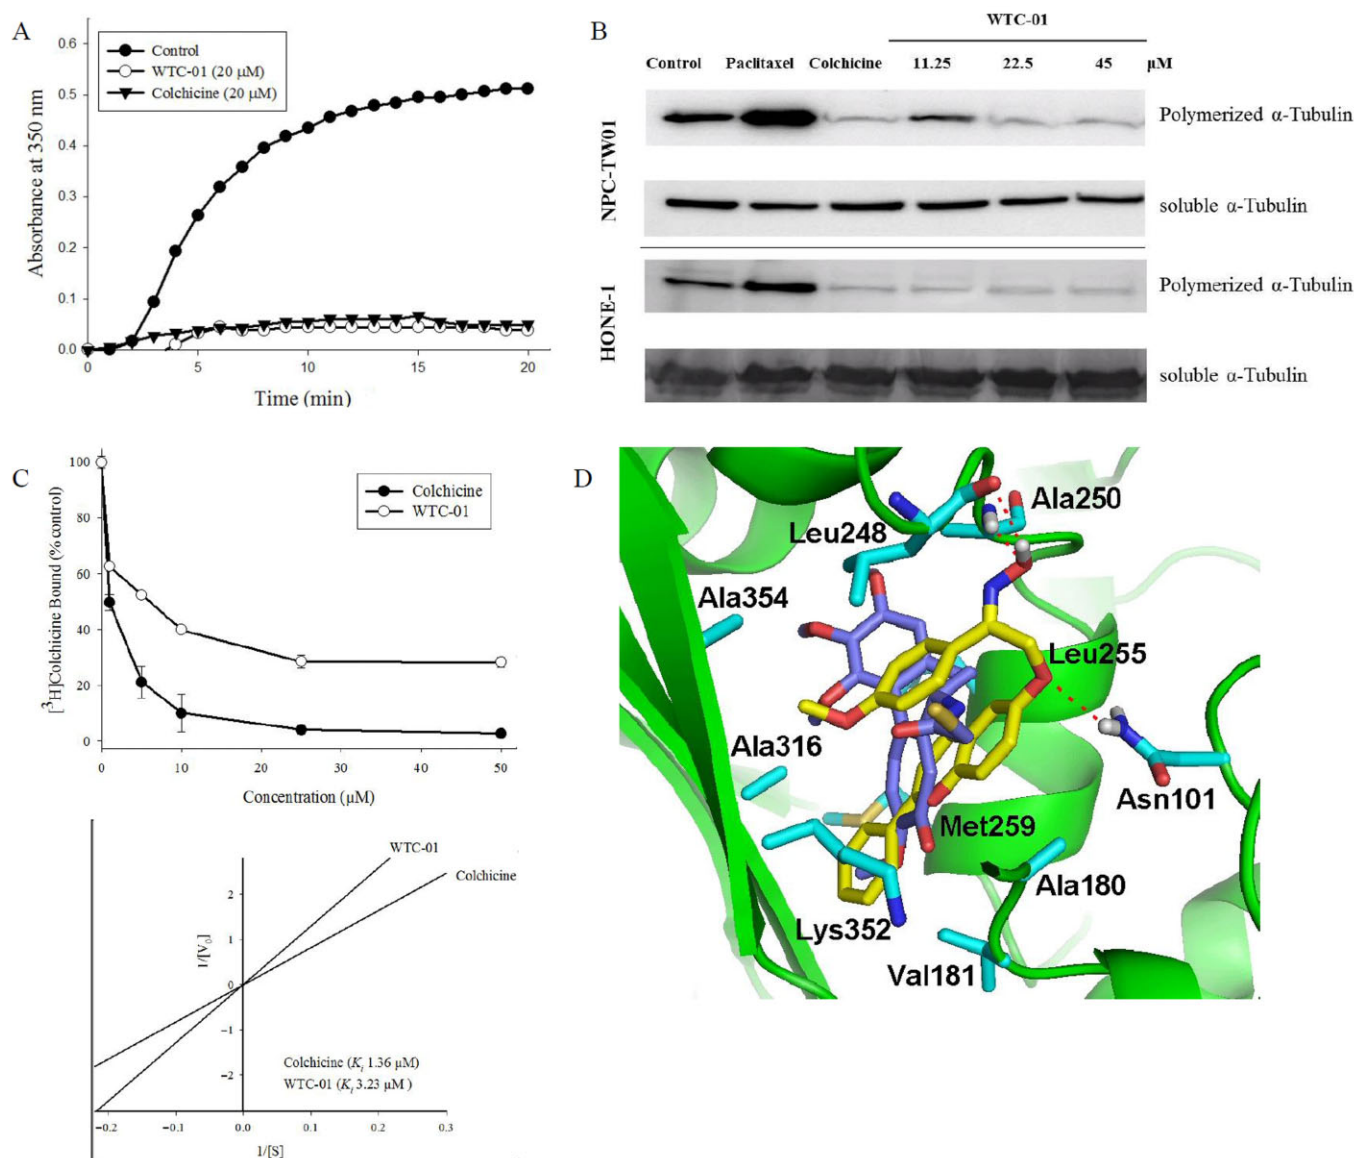 A
0.6
0.5
0.4
0.3
0.2
0.1
0.0
Absorbance at 350 nm
Control
WTC-01 (20 μM)
Colchicine (20 μM)
0 5 10 15 20
Time (min)
B
WTC-01
Control Paclitaxel Colchicine 11.25 22.5 45 μM
NPC-TW01
Polymerized α-Tubulin
soluble α-Tubulin
HONE-1
Polymerized α-Tubulin
soluble α-Tubulin
C
100
80
60
40
20
0
[³H]Colchicine Bound (% control)
Colchicine
WTC-01
0 10 20 30 40 50
Concentration (μM)
WTC-01
Colchicine
2
1
0
−1
−2
1/[V₀]
Colchicine (Kᵢ 1.36 μM)
WTC-01 (Kᵢ 3.23 μM )
−0.2 −0.1 0.0 0.1 0.2 0.3
1/[S]
D
Ala250
Leu248
Ala354
Leu255
Ala316
Asn101
Met259
Ala180
Lys352
Val181